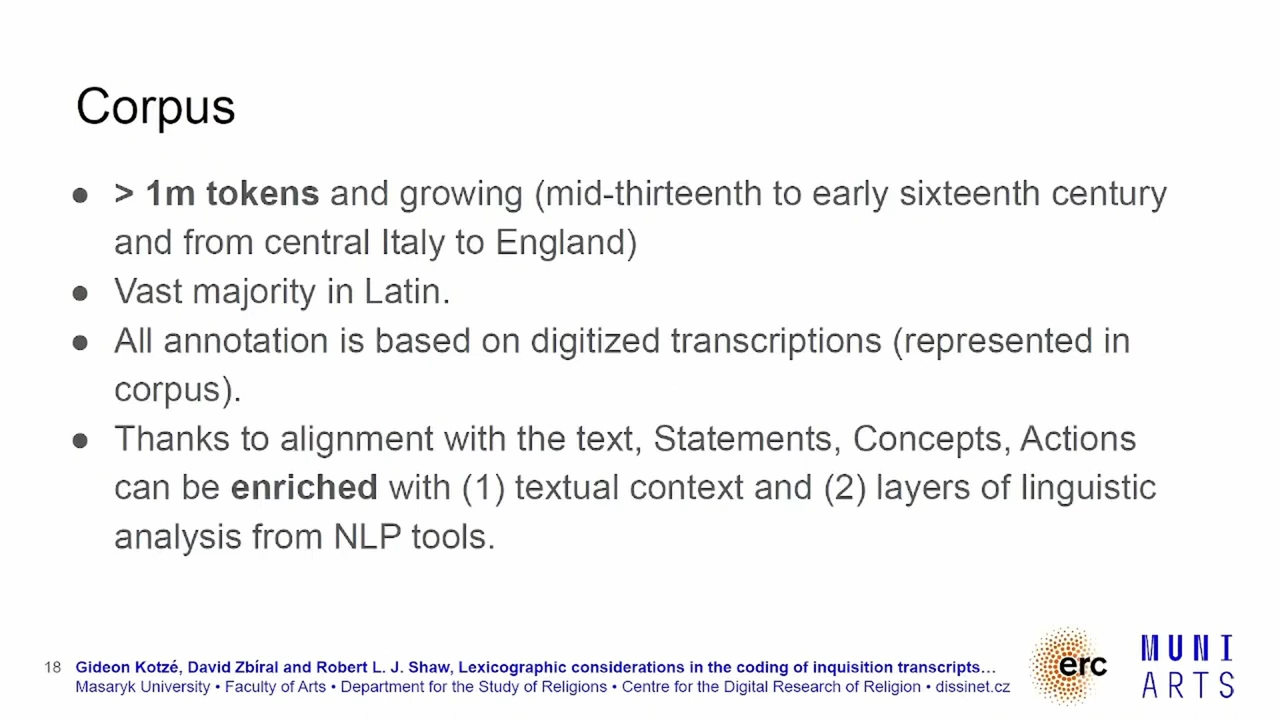 Corpus
● > 1m tokens and growing (mid-thirteenth to early sixteenth century
and from central Italy to England)
● Vast majority in Latin.
● All annotation is based on digitized transcriptions (represented in
corpus).
● Thanks to alignment with the text, Statements, Concepts, Actions
can be enriched with (1) textual context and (2) layers of linguistic
analysis from NLP tools.
18 Gideon Kotzé, David Zbíral and Robert L. J. Shaw, Lexicographic considerations in the coding of inquisition transcripts…
Masaryk University • Faculty of Arts • Department for the Study of Religions • Centre for the Digital Research of Religion • dissinet.cz
erc
MUNI
ARTS